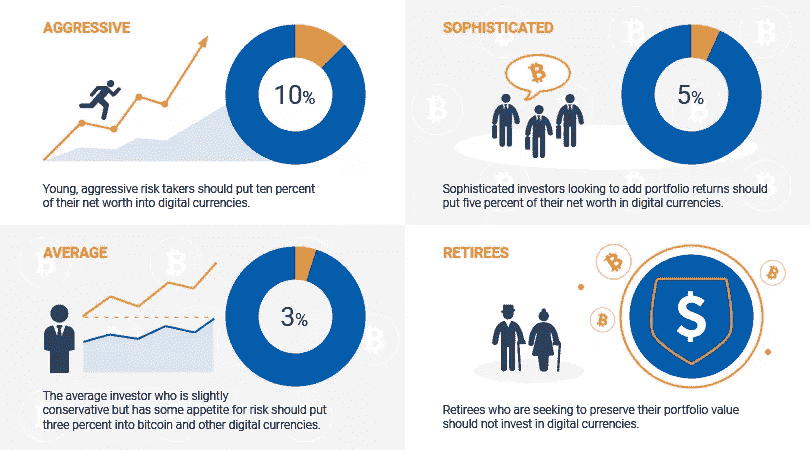 AGGRESSIVE
10%
Young, aggressive risk takers should put ten percent
of their net worth into digital currencies.
SOPHISTICATED
5%
Sophisticated investors looking to add portfolio returns should
put five percent of their net worth in digital currencies.
AVERAGE
3%
The average investor who is slightly
conservative but has some appetite for risk should put
three percent into bitcoin and other digital currencies.
RETIREES
$
Retirees who are seeking to preserve their portfolio value
should not invest in digital currencies.